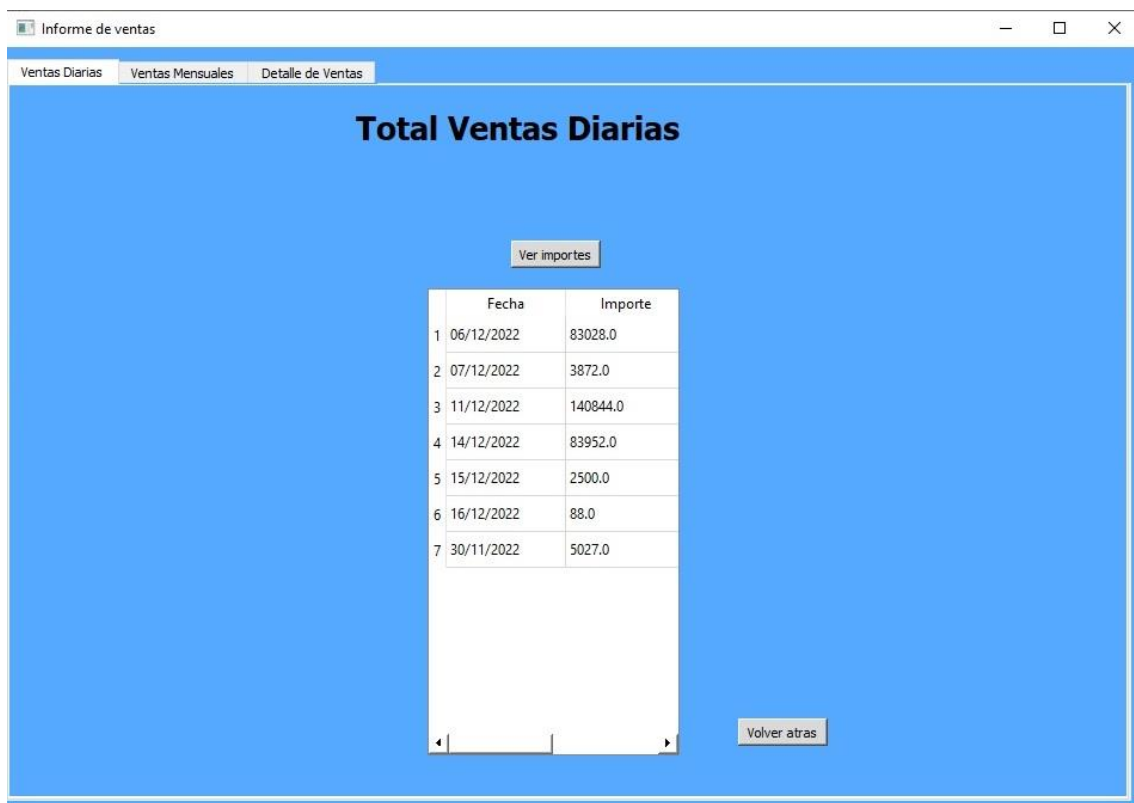 Informe de ventas
Ventas Diarias Ventas Mensuales Detalle de Ventas
Total Ventas Diarias
Ver importes
Fecha Importe
1 06/12/2022 83028.0
2 07/12/2022 3872.0
3 11/12/2022 140844.0
4 14/12/2022 83952.0
5 15/12/2022 2500.0
6 16/12/2022 88.0
7 30/11/2022 5027.0
Volver atras